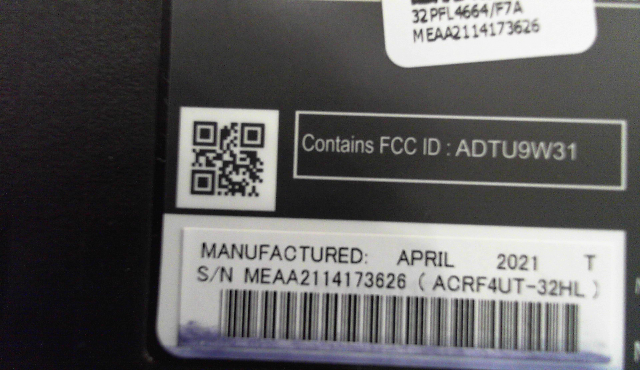 32PFL4664/F7A
MEAA2114173626
Contains FCC ID : ADTU9W31
MANUFACTURED: APRIL 2021 T
S/N MEAA2114173626 ( ACRF4UT-32HL )